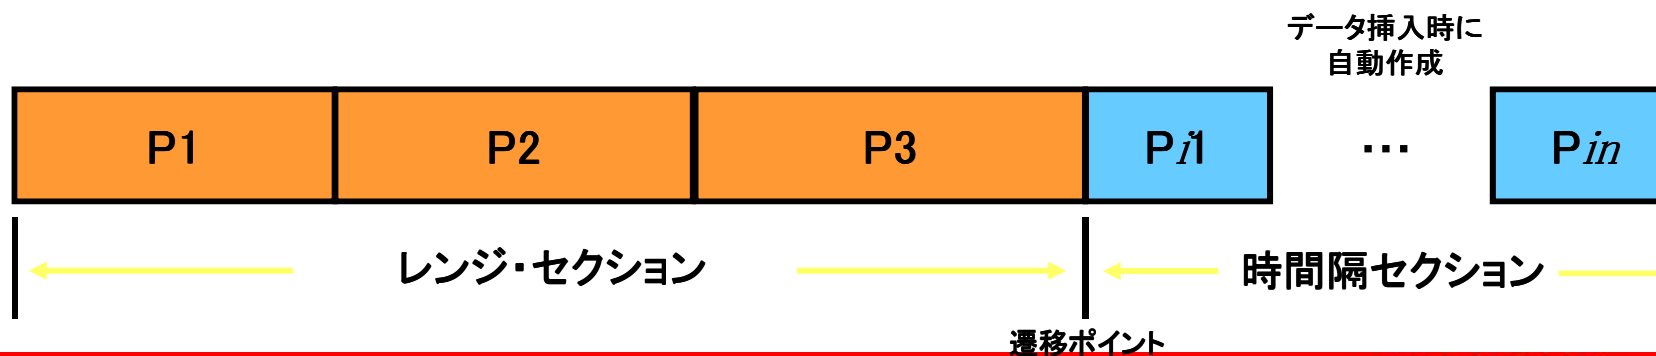 データ挿入時に
自動作成
P1 P2 P3 Pi1 ... Pin
レンジ・セクション 時間隔セクション
遷移ポイント